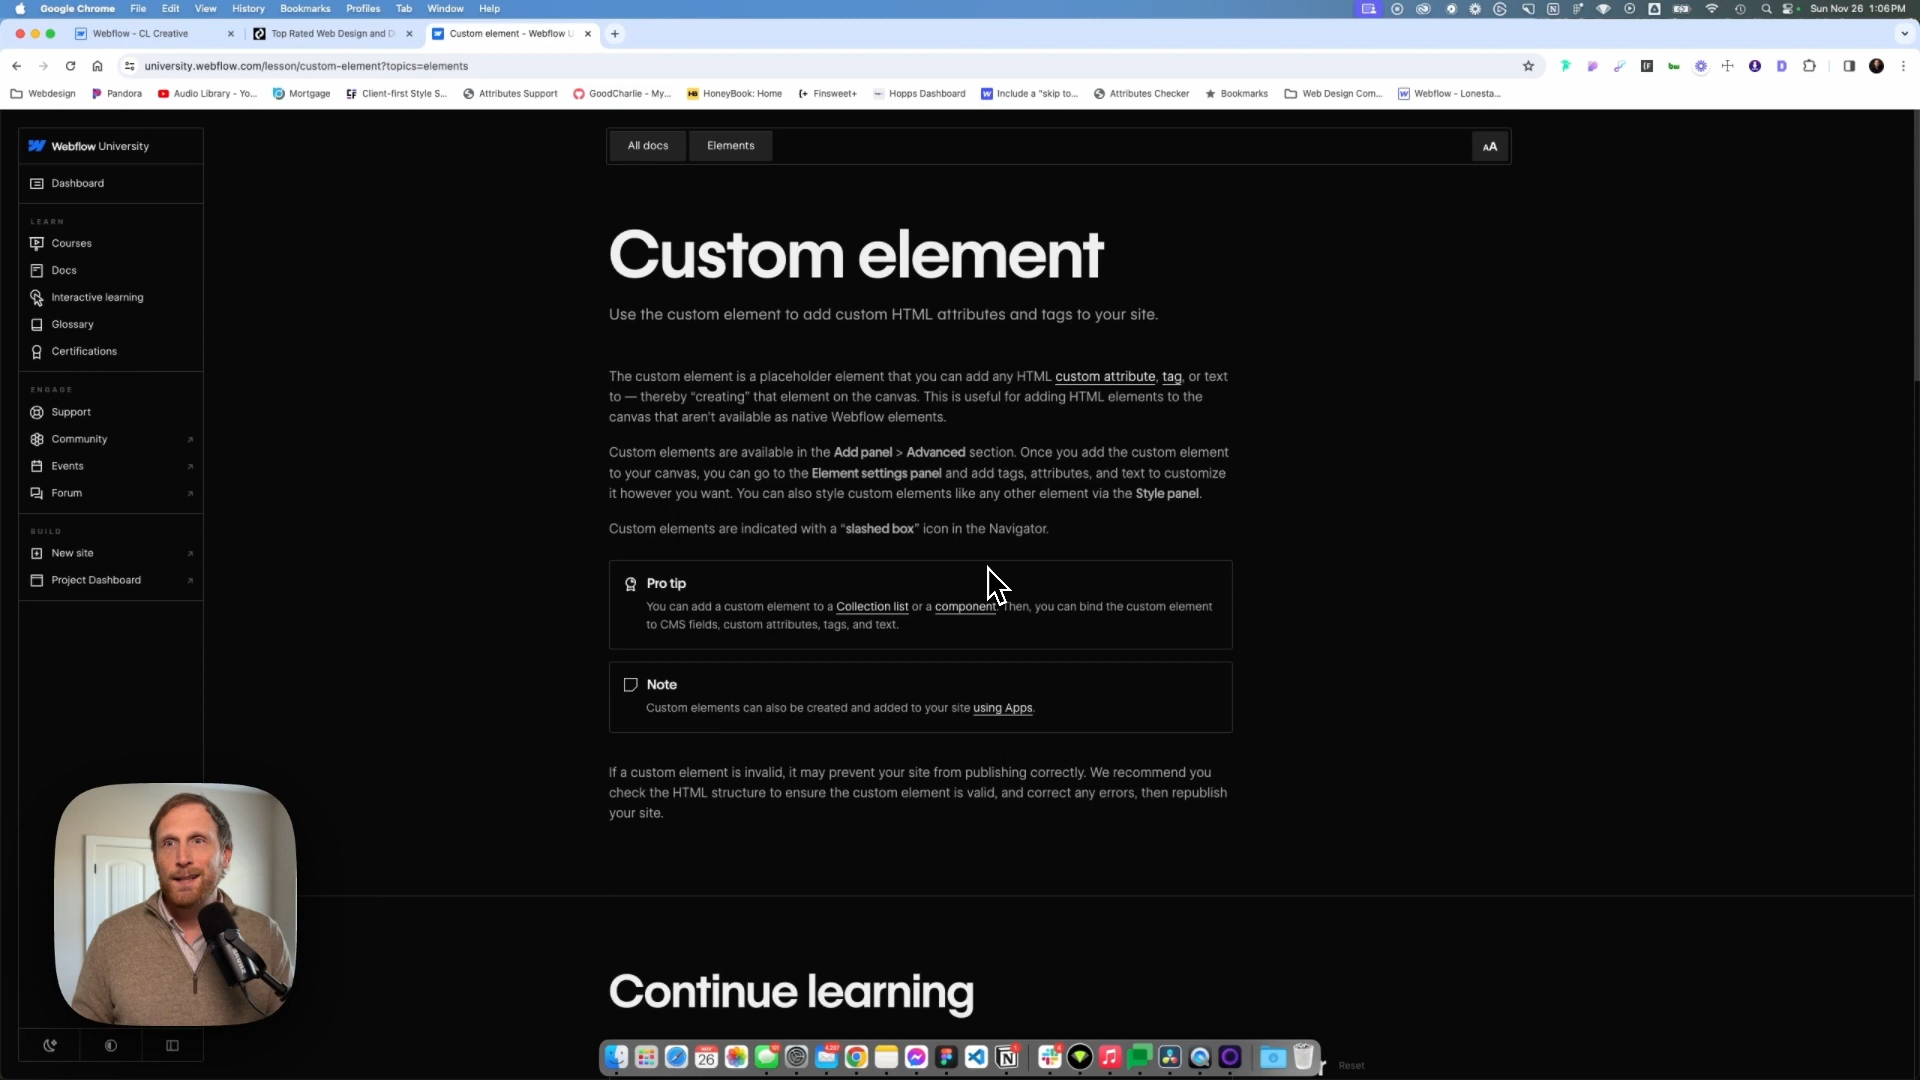 Google Chrome File Edit View History Bookmarks Profiles Tab Window Help Sun Nov 26 1:06PM
Webflow - CL Creative Top Rated Web Design and D Custom element - Webflow U
university.webflow.com/lesson/custom-element?topics=elements
Webdesign Pandora Audio Library - Yo... Mortgage Client-first Style S... Attributes Support GoodCharlie - My... HoneyBook: Home Finsweet+ Hopps Dashboard Include a "skip to... Attributes Checker Bookmarks Web Design Com... Webflow - Lonesta...
Webflow University
Dashboard
LEARN
Courses
Docs
Interactive learning
Glossary
Certifications
ENGAGE
Support
Community
Events
Forum
BUILD
New site
Project Dashboard
All docs Elements AA
Custom element
Use the custom element to add custom HTML attributes and tags to your site.
The custom element is a placeholder element that you can add any HTML custom attribute, tag, or text
to — thereby “creating” that element on the canvas. This is useful for adding HTML elements to the
canvas that aren’t available as native Webflow elements.
Custom elements are available in the Add panel > Advanced section. Once you add the custom element
to your canvas, you can go to the Element settings panel and add tags, attributes, and text to customize
it however you want. You can also style custom elements like any other element via the Style panel.
Custom elements are indicated with a “slashed box” icon in the Navigator.
Pro tip
You can add a custom element to a Collection list or a component. Then, you can bind the custom element
to CMS fields, custom attributes, tags, and text.
Note
Custom elements can also be created and added to your site using Apps.
If a custom element is invalid, it may prevent your site from publishing correctly. We recommend you
check the HTML structure to ensure the custom element is valid, and correct any errors, then republish
your site.
Continue learning
Reset